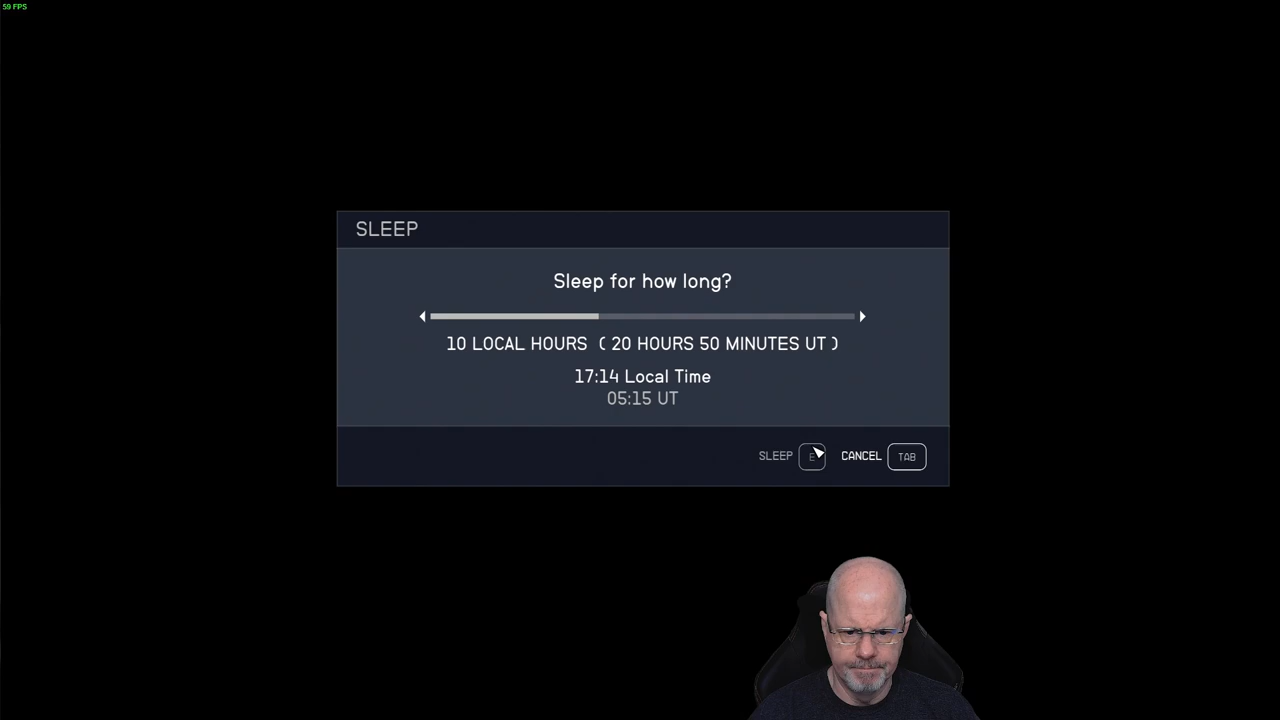 59 FPS
SLEEP
Sleep for how long?
10 LOCAL HOURS ( 20 HOURS 50 MINUTES UT )
17:14 Local Time
05:15 UT
SLEEP E CANCEL TAB